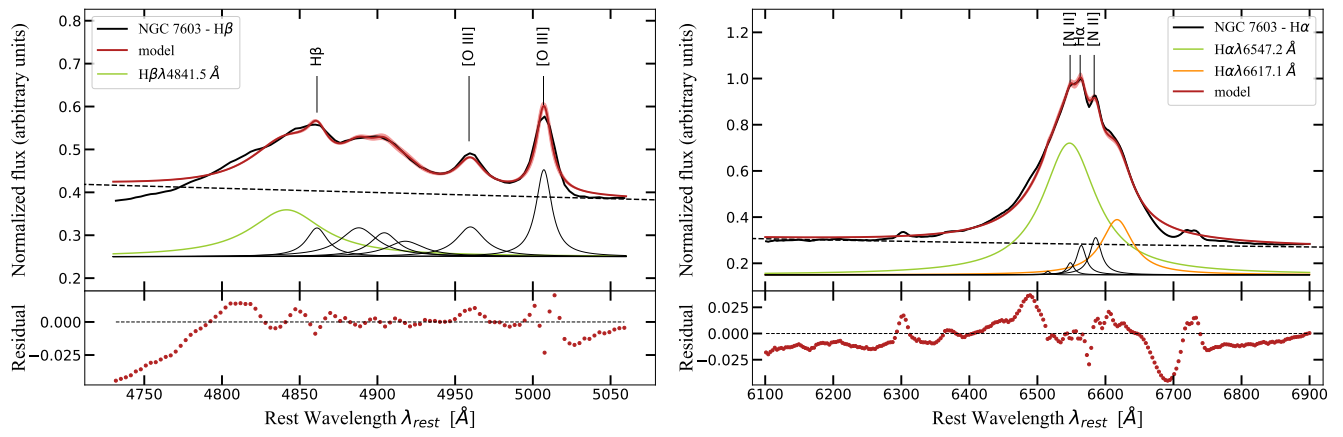 Normalized flux (arbitrary units)
0.8
0.7
0.6
0.5
0.4
0.3
0.2
NGC 7603 - Hβ
model
Hβλ4841.5 Å
Hβ
[O III]
[O III]
Residual
0.000
−0.025
4750
4800
4850
4900
4950
5000
5050
Rest Wavelength λrest [Å]
Normalized flux (arbitrary units)
1.4
1.2
1.0
0.8
0.6
0.4
0.2
[N II]
Hα
[N II]
NGC 7603 - Hα
Hαλ6547.2 Å
Hαλ6617.1 Å
model
Residual
0.025
0.000
−0.025
6100
6200
6300
6400
6500
6600
6700
6800
6900
Rest Wavelength λrest [Å]